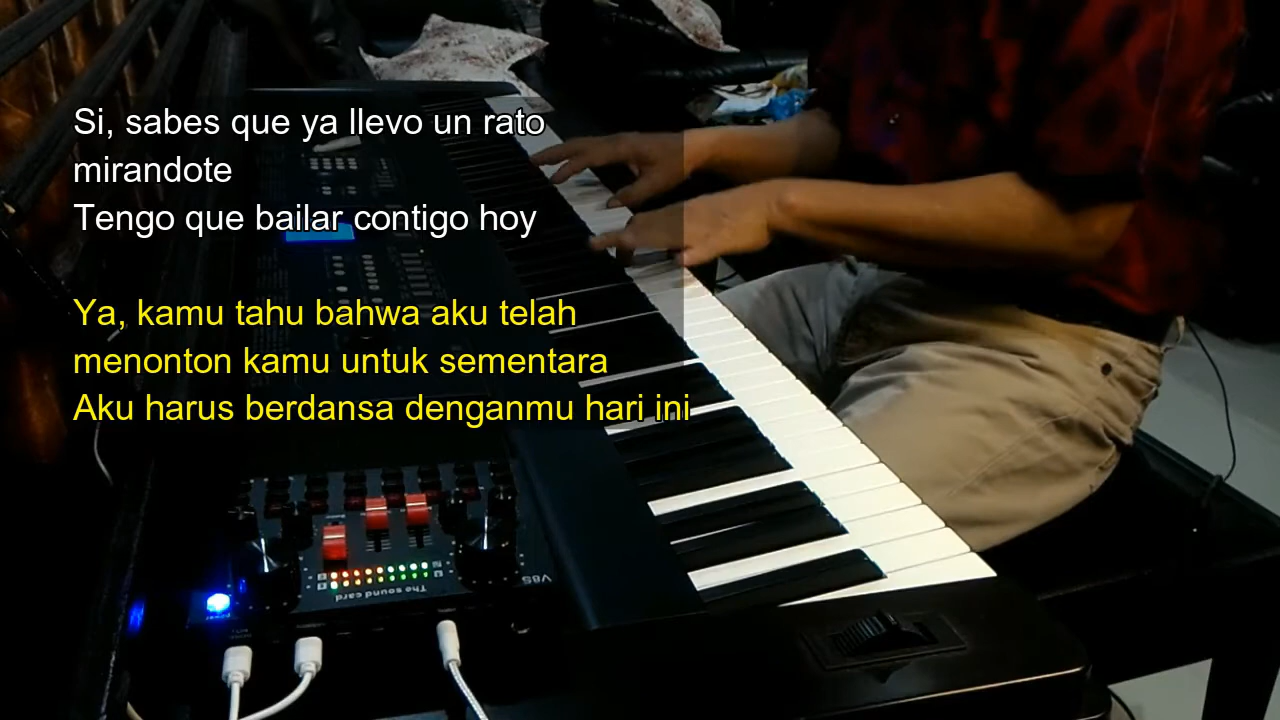 Si, sabes que ya llevo un rato
mirandote
Tengo que bailar contigo hoy
Ya, kamu tahu bahwa aku telah
menonton kamu untuk sementara
Aku harus berdansa denganmu hari ini
The sound card
V8S